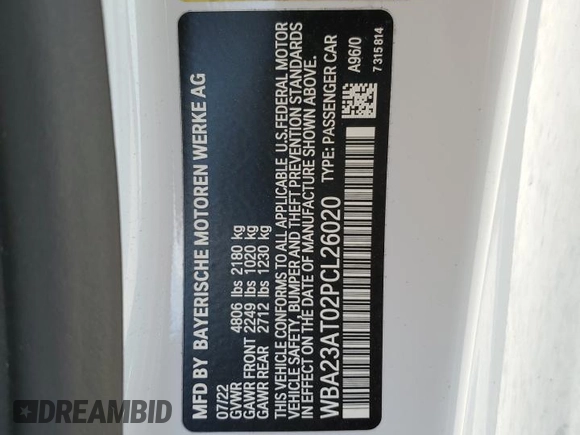 MFD BY BAYERISCHE MOTOREN WERKE AG
07/22
GVWR 4806 lbs 2180 kg
GAWR FRONT 2249 lbs 1020 kg
GAWR REAR 2712 lbs 1230 kg
THIS VEHICLE CONFORMS TO ALL APPLICABLE U.S.FEDERAL MOTOR
VEHICLE SAFETY, BUMPER AND THEFT PREVENTION STANDARDS
IN EFFECT ON THE DATE OF MANUFACTURE SHOWN ABOVE.
WBA23AT02PCL26020 TYPE: PASSENGER CAR
A96/0
7 315 814
DREAMBID